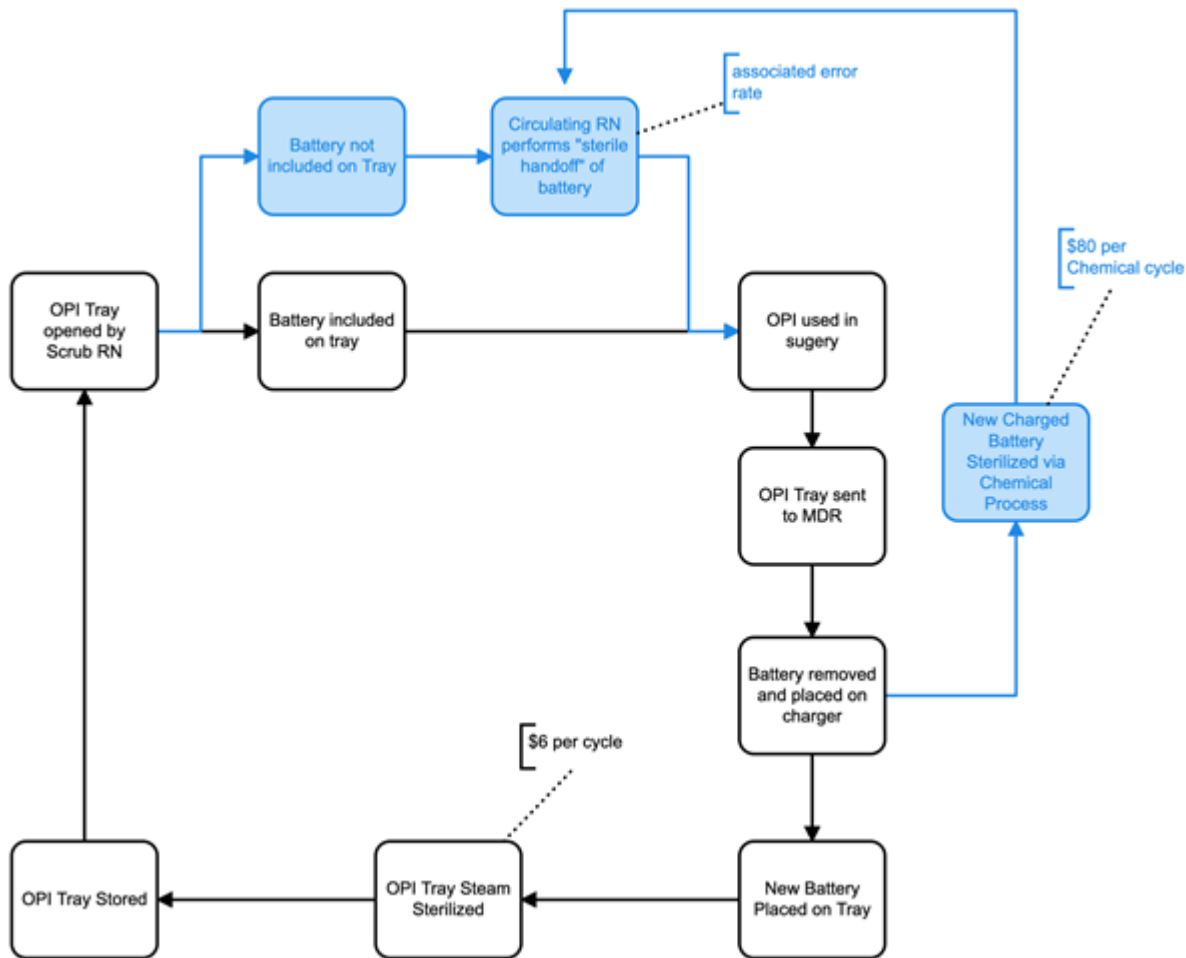 associated error
rate
Battery not
included on Tray
Circulating RN
performs "sterile
handoff" of
battery
$80 per
Chemical cycle
OPI Tray
opened by
Scrub RN
Battery included
on tray
OPI used in
sugery
New Charged
Battery
Sterilized via
Chemical
Process
OPI Tray sent
to MDR
Battery removed
and placed on
charger
$6 per cycle
OPI Tray Stored
OPI Tray Steam
Sterilized
New Battery
Placed on Tray